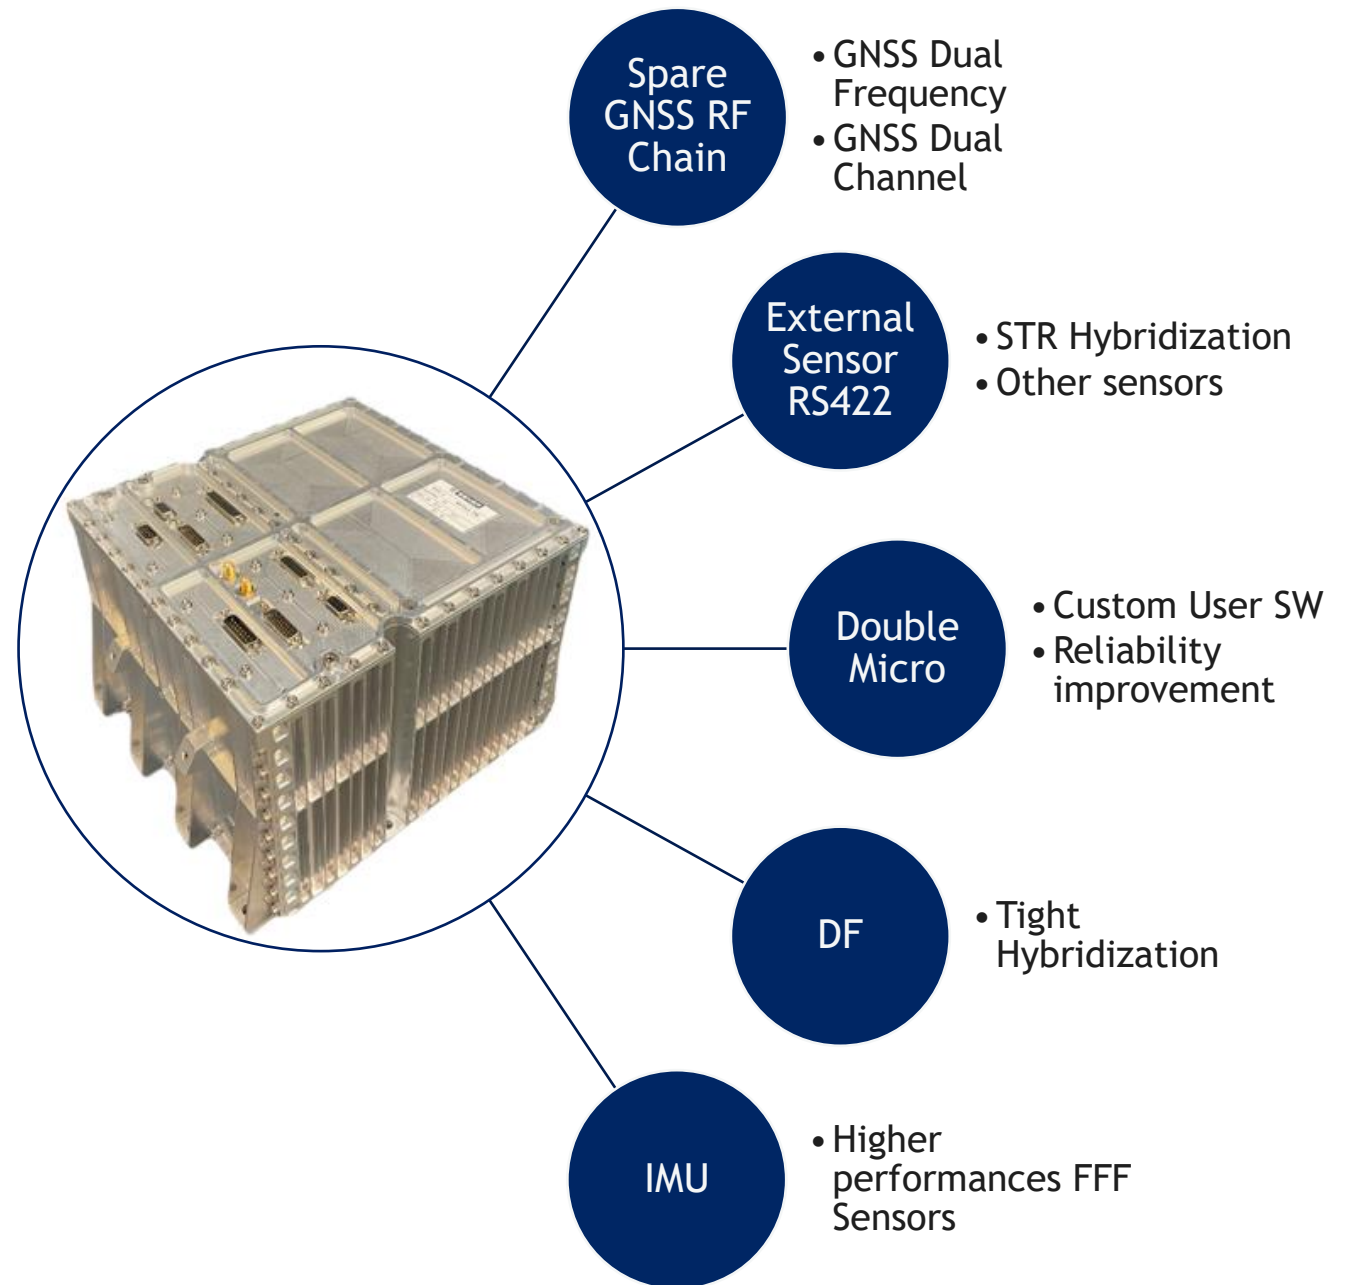 Spare
GNSS RF
Chain
• GNSS Dual
Frequency
• GNSS Dual
Channel
External
Sensor
RS422
• STR Hybridization
• Other sensors
Double
Micro
• Custom User SW
• Reliability
improvement
DF
• Tight
Hybridization
IMU
• Higher
performances FFF
Sensors